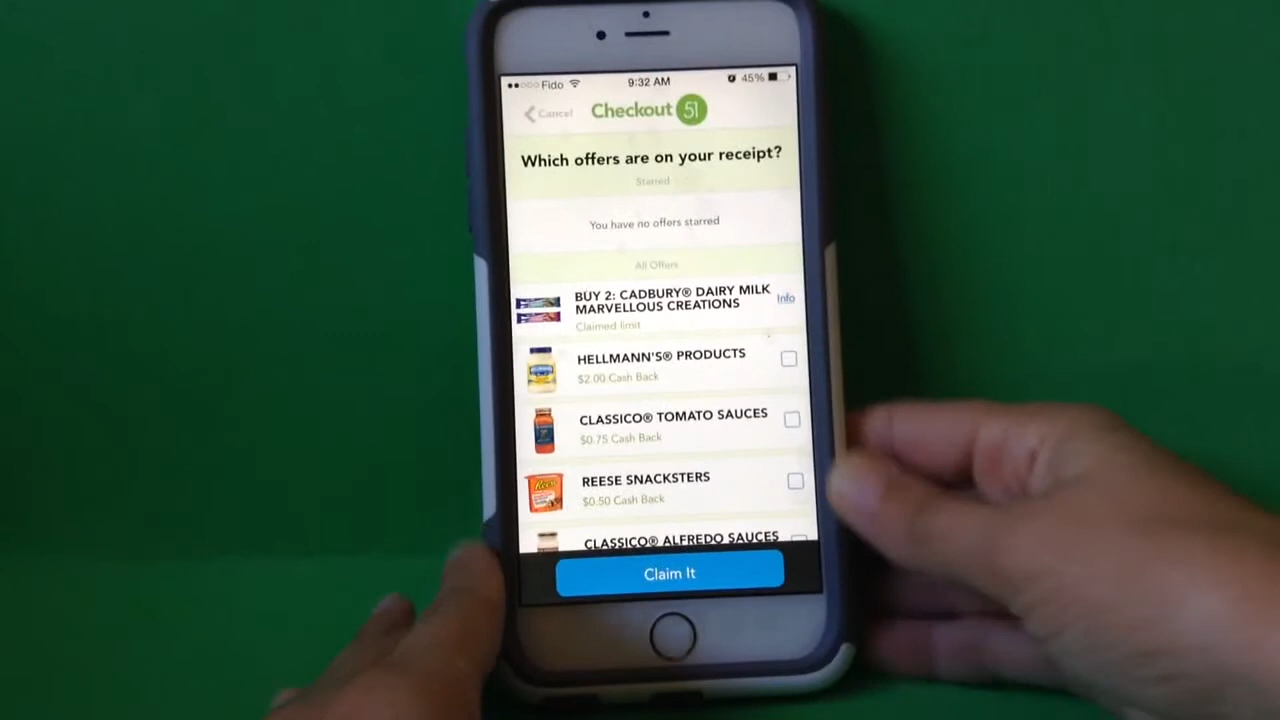 Fido 9:32 AM 45%
Cancel Checkout 51
Which offers are on your receipt?
Starred
You have no offers starred
All Offers
BUY 2: CADBURY® DAIRY MILK
MARVELLOUS CREATIONS
Info
Claimed limit
HELLMANN'S® PRODUCTS
$2.00 Cash Back
CLASSICO® TOMATO SAUCES
$0.75 Cash Back
Reese
REESE SNACKSTERS
$0.50 Cash Back
CLASSICO® ALFREDO SAUCES
Claim It